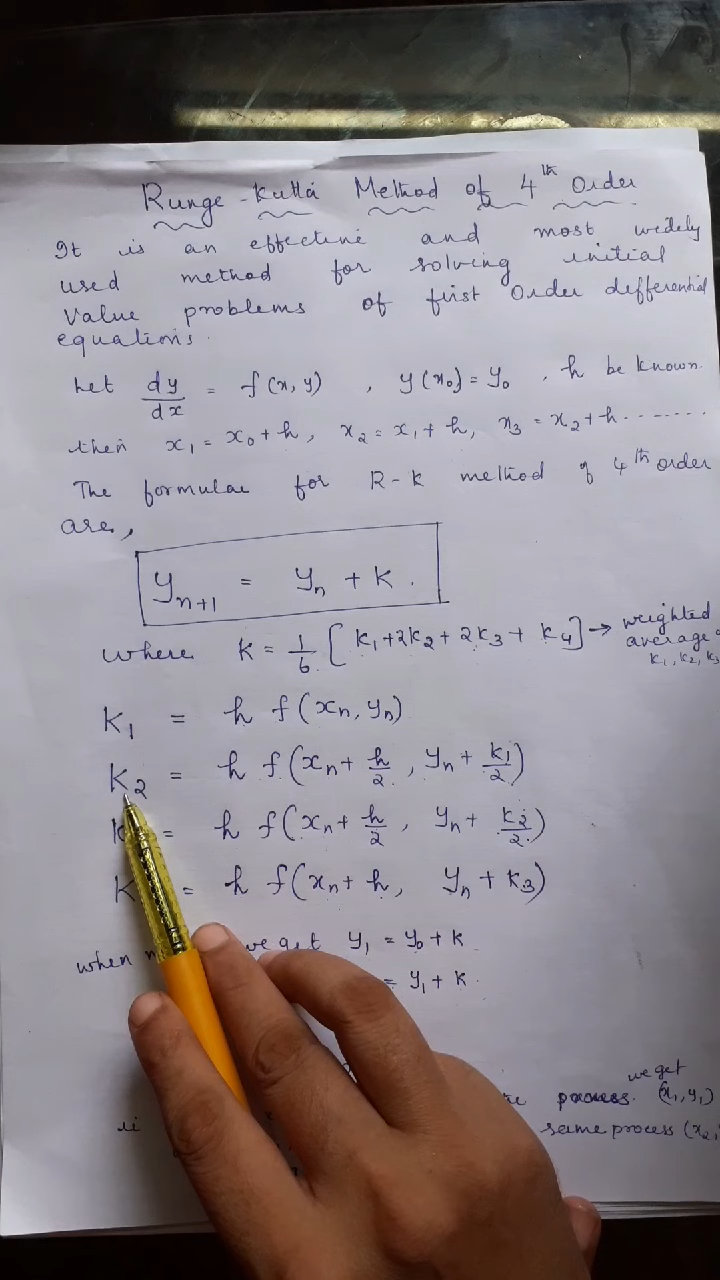 Runge-Kutta Method of 4th Order
It is an effective and most widely
used method for solving initial
Value problems of first Order differential
equations.
Let dy/dx = f(x, y) , y(x₀) = y₀ , h be known.
then x₁ = x₀ + h, x₂ = x₁ + h, x₃ = x₂ + h .......
The formulae for R-K method of 4th order
are,
yₙ₊₁ = yₙ + K.
where K = 1/6 [K₁ + 2K₂ + 2K₃ + K₄] → weighted
average
K₁, K₂, K₃
K₁ = h f(xₙ, yₙ)
K₂ = h f(xₙ + h/2, yₙ + K₁/2)
K = h f(xₙ + h/2, yₙ + K₂/2)
K = h f(xₙ + h, yₙ + K₃)
when we get y₁ = y₀ + K
= y₁ + K.
we get
process (x₁, y₁)
same process (x₂,